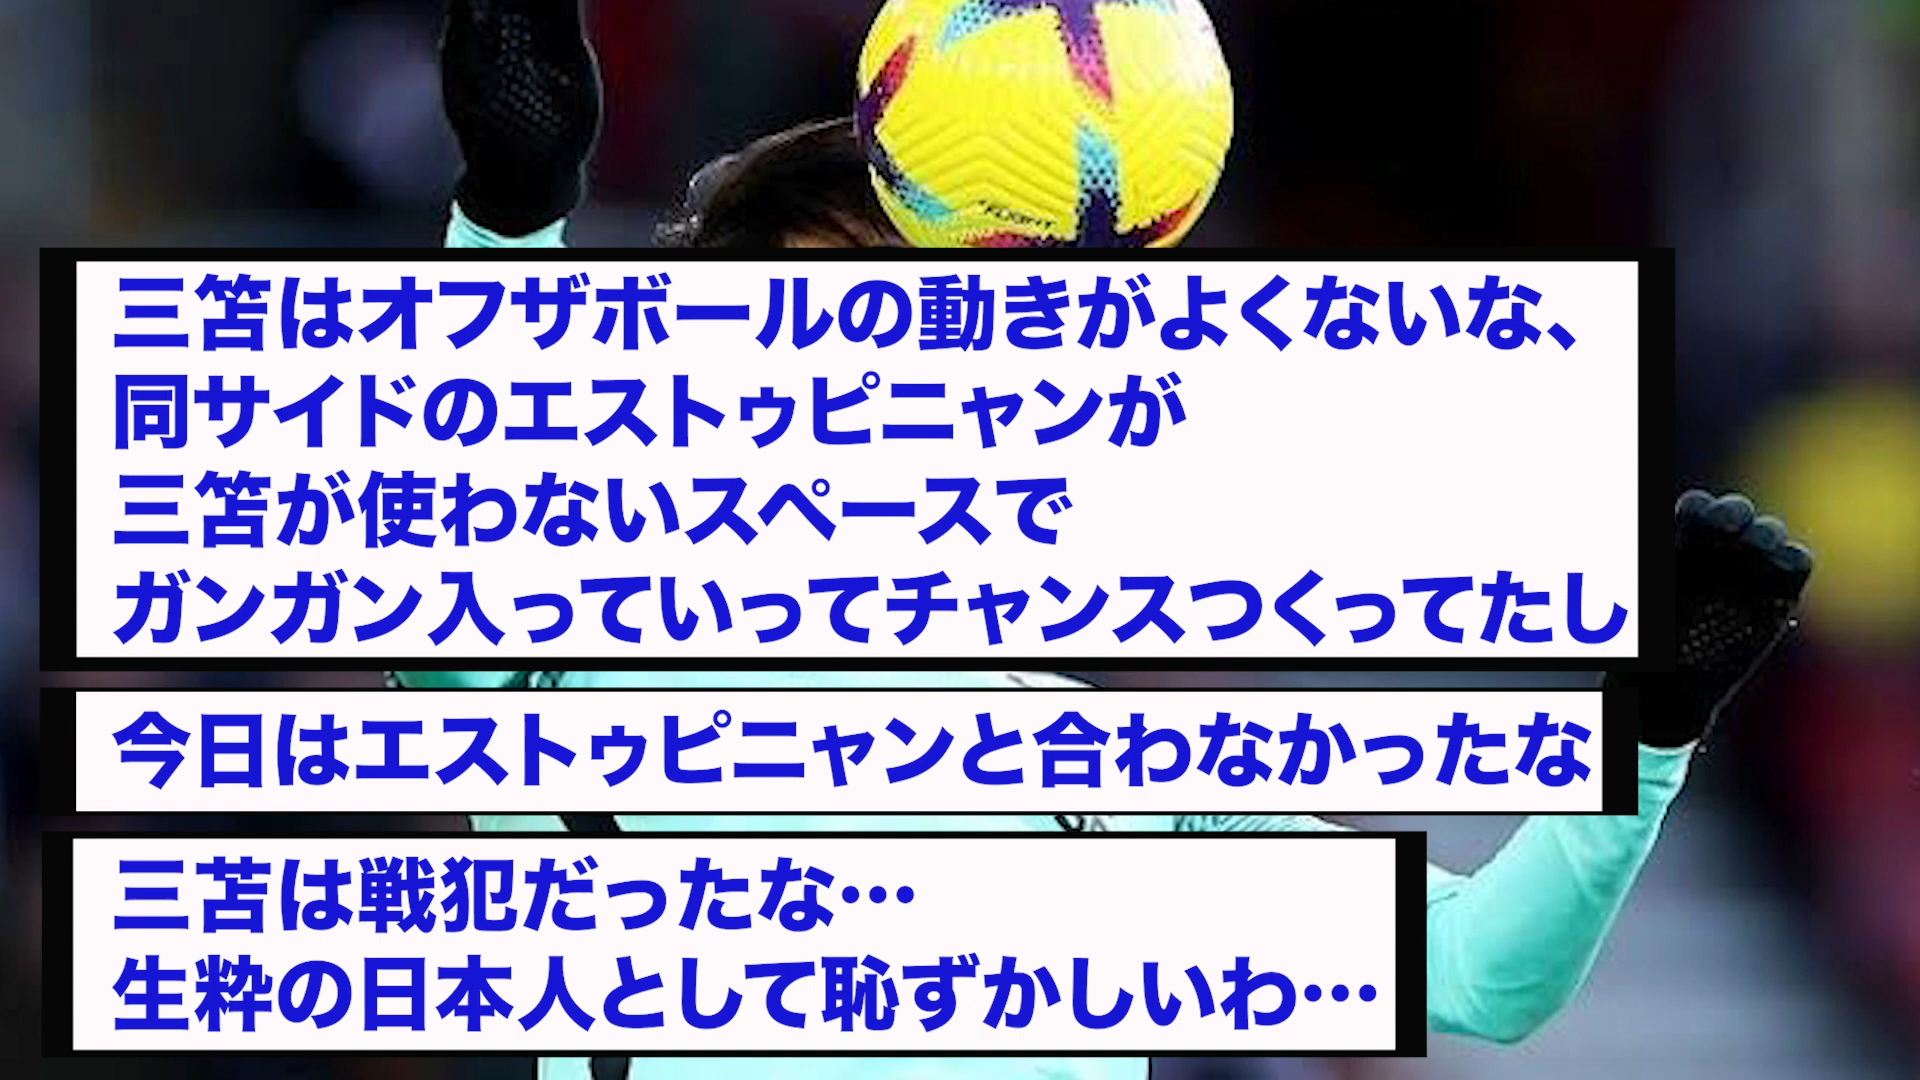 FLIGHT
三笘はオフザボールの動きがよくないな、
同サイドのエストゥピニャンが
三笘が使わないスペースで
ガンガン入っていってチャンスつくってたし
今日はエストゥピニャンと合わなかったな
三苫は戦犯だったな…
生粋の日本人として恥ずかしいわ…